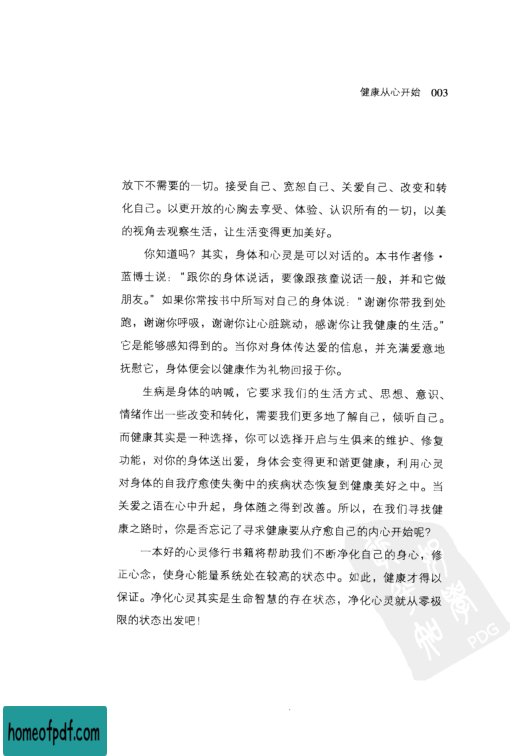 健康从心开始 003
放下不需要的一切。接受自己、宽恕自己、关爱自己、改变和转
化自己。以更开放的心胸去享受、体验、认识所有的一切，以美
的视角去观察生活，让生活变得更加美好。
你知道吗？其实，身体和心灵是可以对话的。本书作者修·
蓝博士说：“跟你的身体说话，要像跟孩童说话一般，并和它做
朋友。”如果你常按书中所写对自己的身体说：“谢谢你带我到处
跑，谢谢你呼吸，谢谢你让心脏跳动，感谢你让我健康的生活。”
它是能够感知得到的。当你对身体传达爱的信息，并充满爱意地
抚慰它，身体便会以健康作为礼物回报于你。
生病是身体的呐喊，它要求我们的生活方式、思想、意识、
情绪作出一些改变和转化，需要我们更多地了解自己，倾听自己。
而健康其实是一种选择，你可以选择开启与生俱来的维护、修复
功能，对你的身体送出爱，身体会变得更和谐更健康，利用心灵
对身体的自我疗愈使失衡中的疾病状态恢复到健康美好之中。当
关爱之语在心中升起，身体随之得到改善。所以，在我们寻找健
康之路时，你是否忘记了寻求健康要从疗愈自己的内心开始呢？
一本好的心灵修行书籍将帮助我们不断净化自己的身心，修
正心念，使身心能量系统处在较高的状态中。如此，健康才得以
保证。净化心灵其实是生命智慧的存在状态，净化心灵就从零极
限的状态出发吧！
PDG
homeofpdf.com